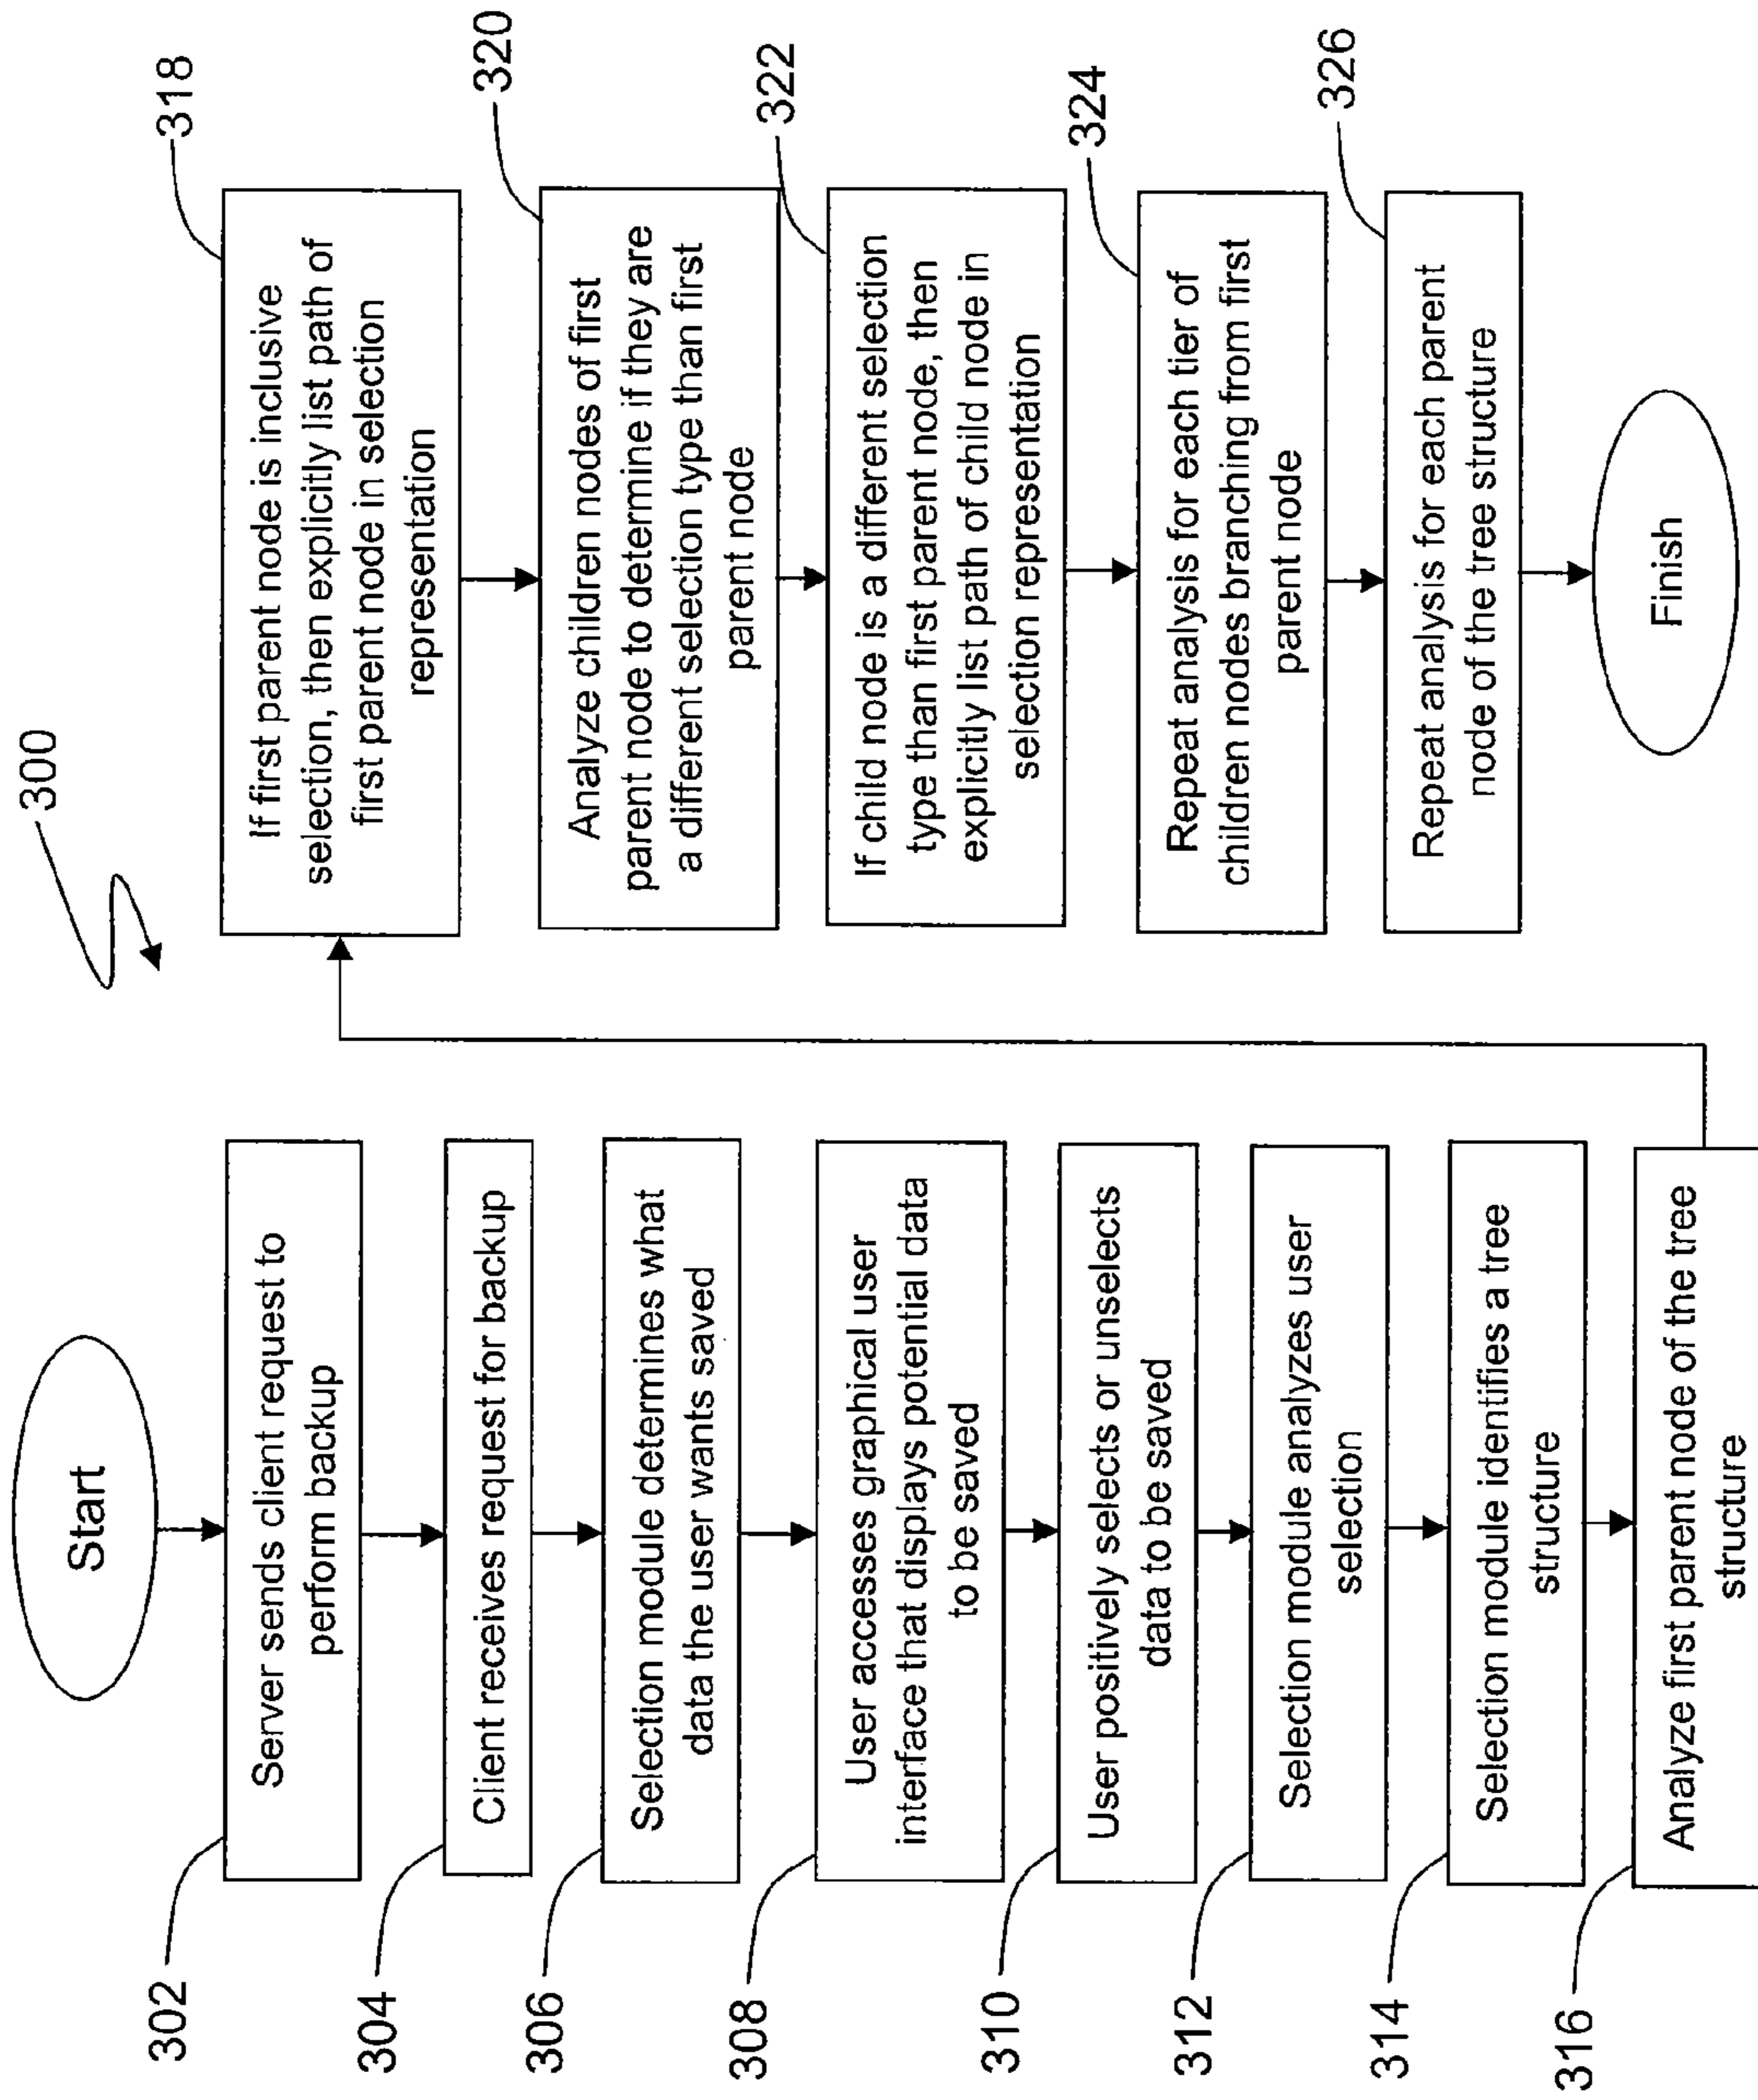 300
Start
302
Server sends client request to
perform backup
304
Client receives request for backup
306
Selection module determines what
data the user wants saved
308
User accesses graphical user
interface that displays potential data
to be saved
310
User positively selects or unselects
data to be saved
312
Selection module analyzes user
selection
314
Selection module identifies a tree
structure
316
Analyze first parent node of the tree
structure
318
If first parent node is inclusive
selection, then explicitly list path of
first parent node in selection
representation
320
Analyze children nodes of first
parent node to determine if they are
a different selection type than first
parent node
322
If child node is a different selection
type than first parent node, then
explicitly list path of child node in
selection representation
324
Repeat analysis for each tier of
children nodes branching from first
parent node
326
Repeat analysis for each parent
node of the tree structure
Finish